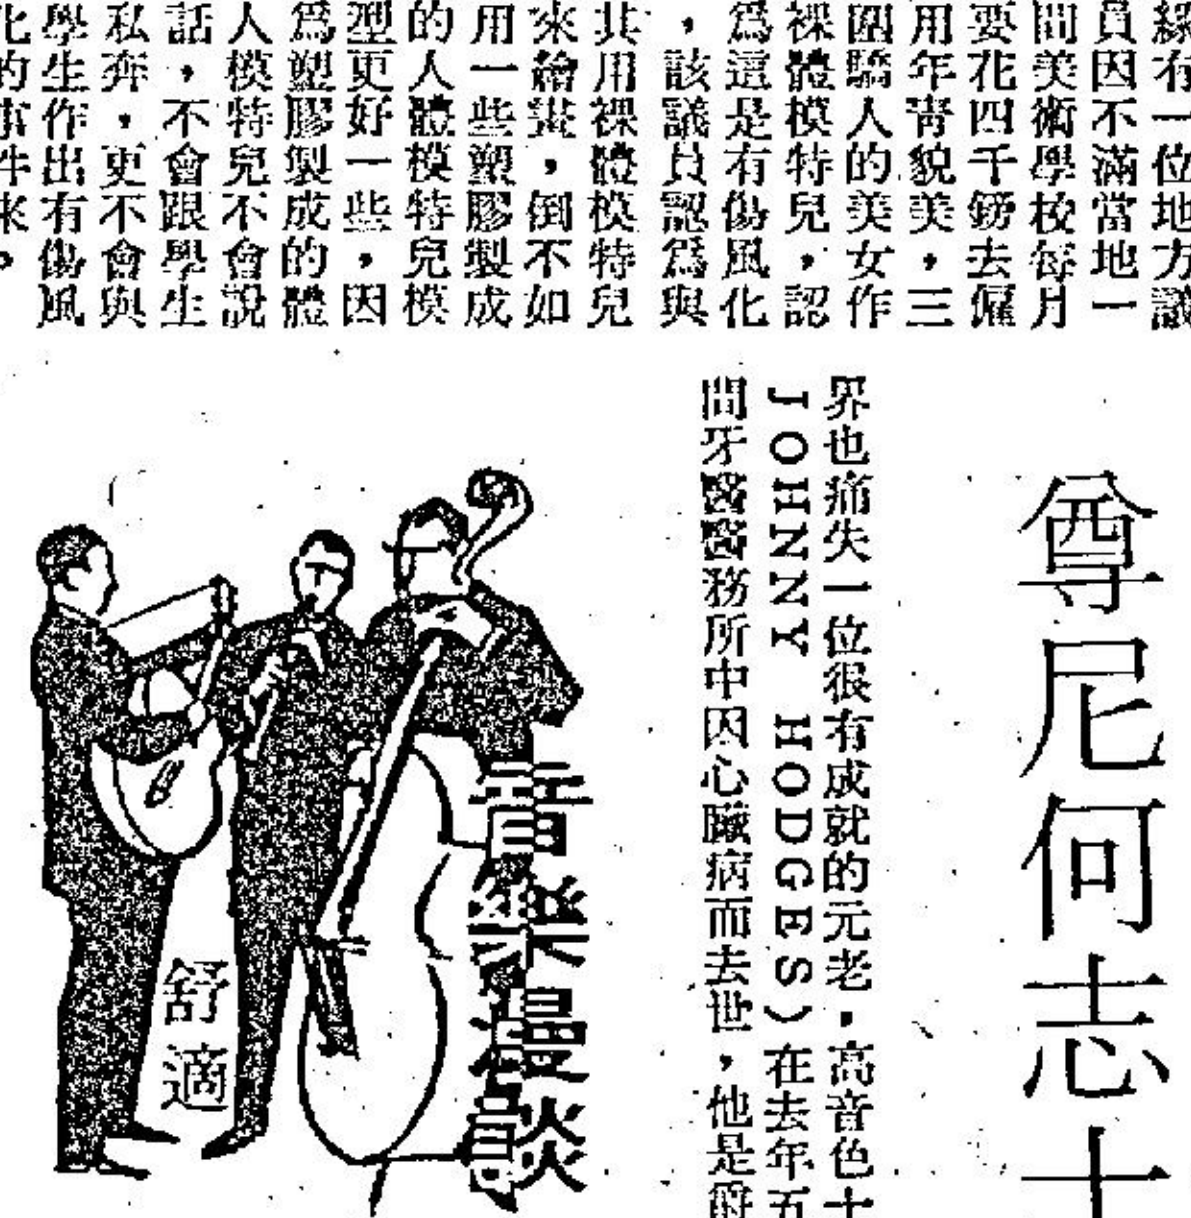 有一位地方議
員因不滿當地一
間美術學校每月
要花四千鎊去僱
用年青貌美，三
圍驕人的美女作
裸體模特兒，認
爲這是有傷風化
，該議員認爲與
其用裸體模特兒
來繪畫，倒不如
用一些塑膠製成
的人體模特兒模
型更好一些，因
爲塑膠製成的體
人模特兒不會說
話，不會跟學生
私奔，更不會與
學生作出有傷風
化的事件來。
尊尼何志
界也痛失一位很有成就的元老，高音色士
JOHNNY HODGES)在去年五
間牙醫醫務所中因心臟病而去世，他是爵
音樂漫談
舒適